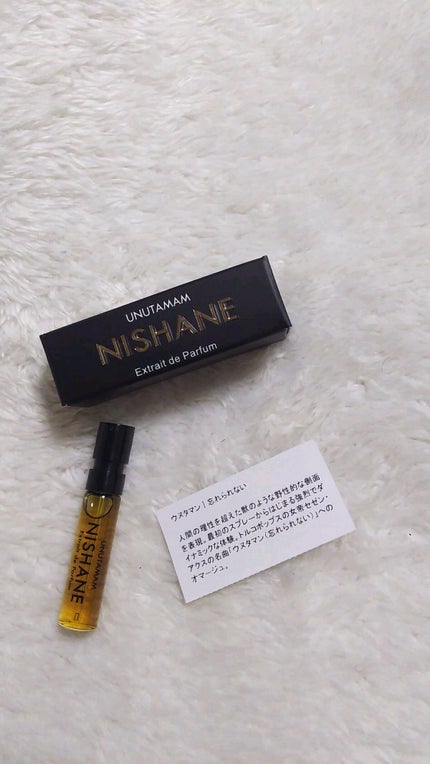 UNUTAMAM
NISHANE
Extrait de Parfum
UNUTAMAM
NISHANE
Extrait de Parfum
ウヌタマン | 忘れられない
人間の理性を超えた獣のような野性的な側面
を表現。最初のスプレーからはじまる強烈でダ
イナミックな体験。トルコポップスの女帝セゼン・
アクスの名曲「ウヌタマン(忘れられない)」への
オマージュ。